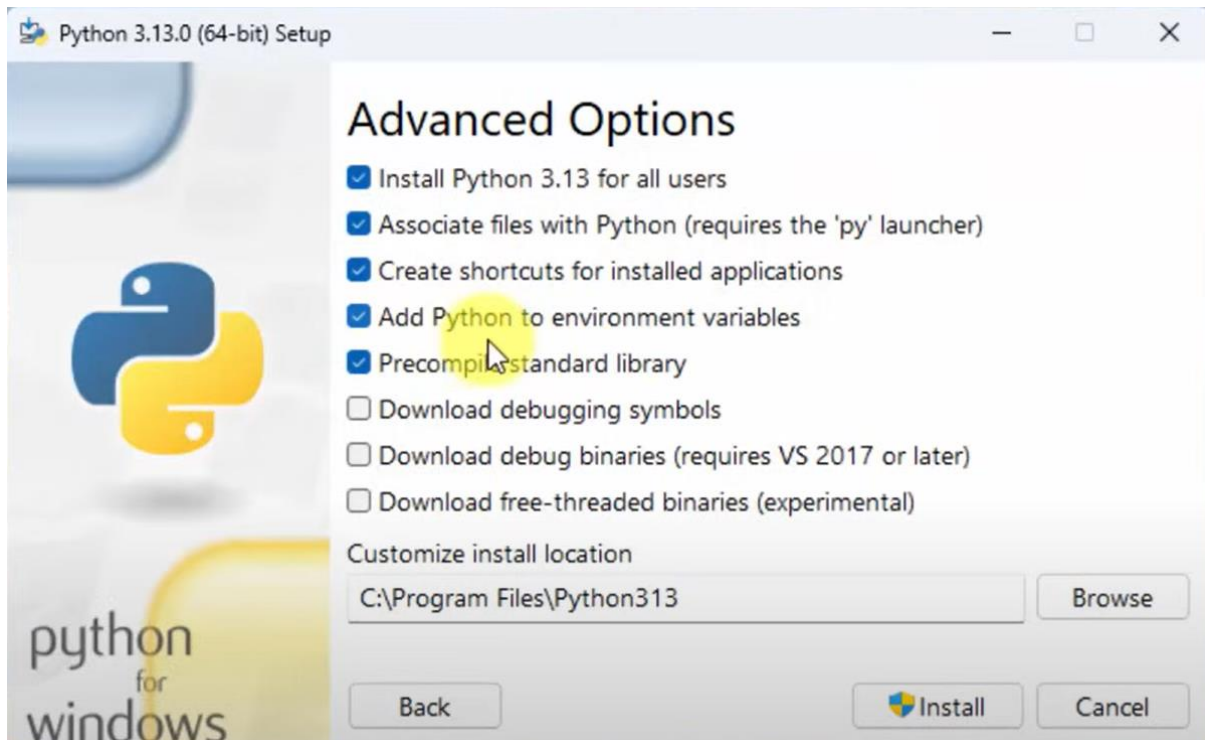 Python 3.13.0 (64-bit) Setup
Advanced Options
Install Python 3.13 for all users
Associate files with Python (requires the 'py' launcher)
Create shortcuts for installed applications
Add Python to environment variables
Precompile standard library
Download debugging symbols
Download debug binaries (requires VS 2017 or later)
Download free-threaded binaries (experimental)
Customize install location
C:\Program Files\Python313
Browse
python
for
windows
Back
Install
Cancel